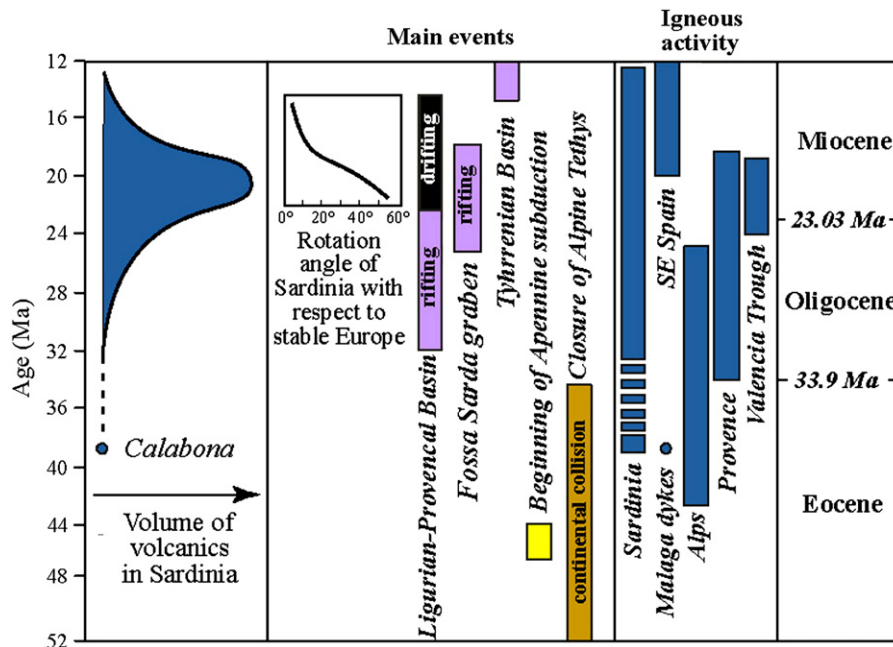 Main events
Igneous
activity
12
16
20
24
28
32
36
40
44
48
52
Age (Ma)
Calabona
Volume of
volcanics
in Sardinia
0°
20°
40°
60°
Rotation
angle of
Sardinia with
respect to
stable Europe
drifting
rifting
Ligurian-Provencal Basin
rifting
Fossa Sarda graben
Tyhrrenian Basin
Beginning of Apennine subduction
Closure of Alpine Tethys
continental collision
Sardinia
SE Spain
Malaga dykes
Alps
Provence
Valencia Trough
Miocene
23.03 Ma
Oligocene
33.9 Ma
Eocene